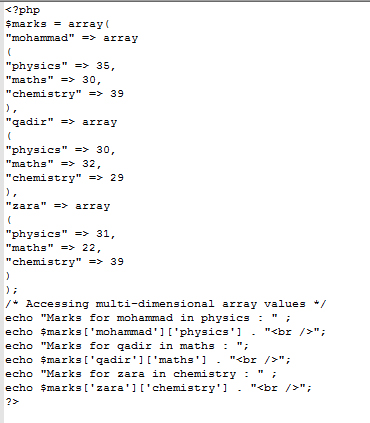 <?php
$marks = array(
"mohammad" => array
(
"physics" => 35,
"maths" => 30,
"chemistry" => 39
),
"qadir" => array
(
"physics" => 30,
"maths" => 32,
"chemistry" => 29
),
"zara" => array
(
"physics" => 31,
"maths" => 22,
"chemistry" => 39
)
);
/* Accessing multi-dimensional array values */
echo "Marks for mohammad in physics : " ;
echo $marks['mohammad']['physics'] . "<br />";
echo "Marks for qadir in maths : ";
echo $marks['qadir']['maths'] . "<br />";
echo "Marks for zara in chemistry : " ;
echo $marks['zara']['chemistry'] . "<br />";
?>